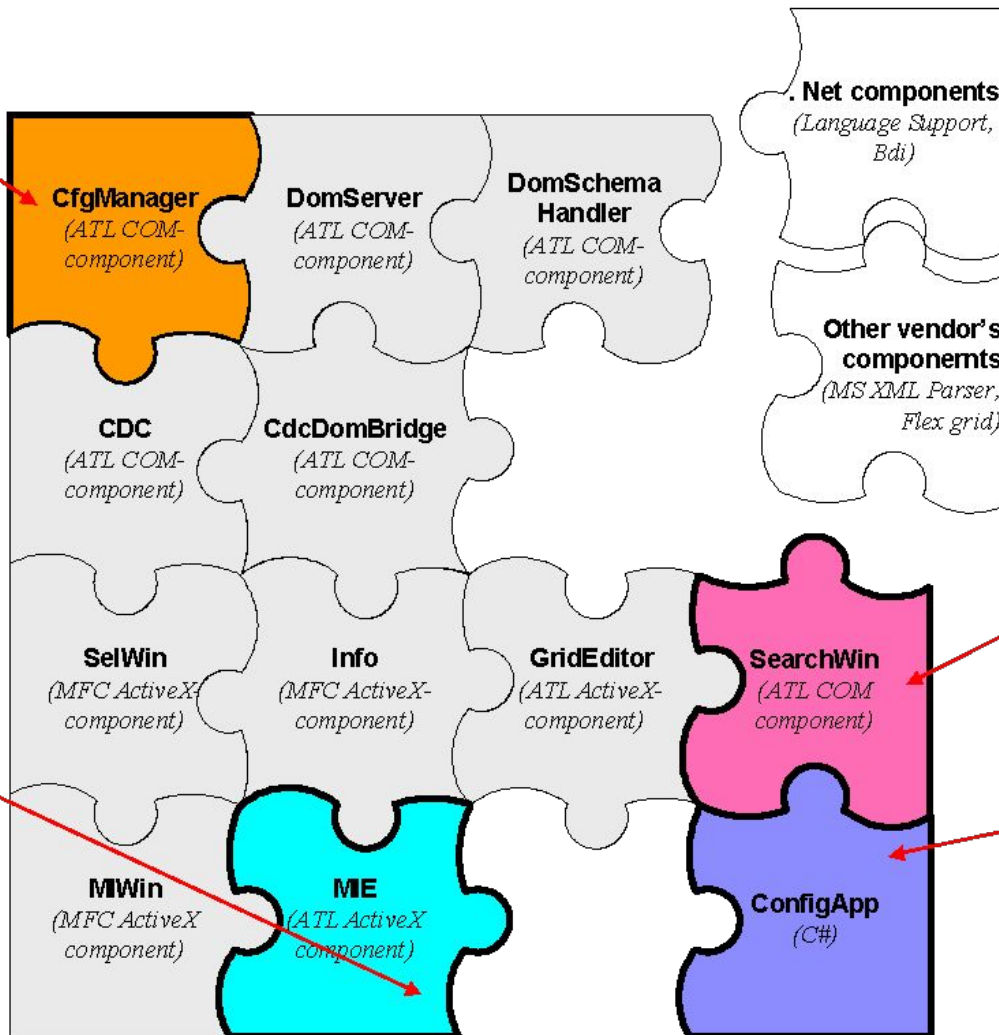 . Net components
(Language Support,
Bdi)
CfgManager
(ATL COM-
component)
DomServer
(ATL COM-
component)
DomSchema
Handler
(ATL COM-
component)
Other vendor's
componernts
(MS XML Parser,
Flex grid)
CDC
(ATL COM-
component)
CdcDomBridge
(ATL COM-
component)
SelWin
(MFC ActiveX-
component)
Info
(MFC ActiveX-
component)
GridEditor
(ATL ActiveX-
component)
SearchWin
(ATL COM
component)
MIWin
(MFC ActiveX
component)
MIE
(ATL ActiveX
component)
ConfigApp
(C#)